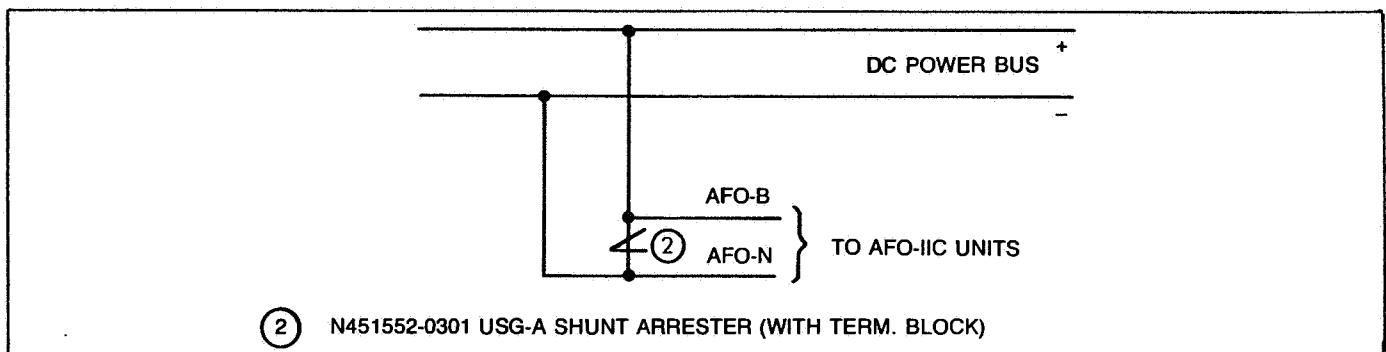 +
DC POWER BUS
−
AFO-B
② AFO-N
TO AFO-IIC UNITS
② N451552-0301 USG-A SHUNT ARRESTER (WITH TERM. BLOCK)